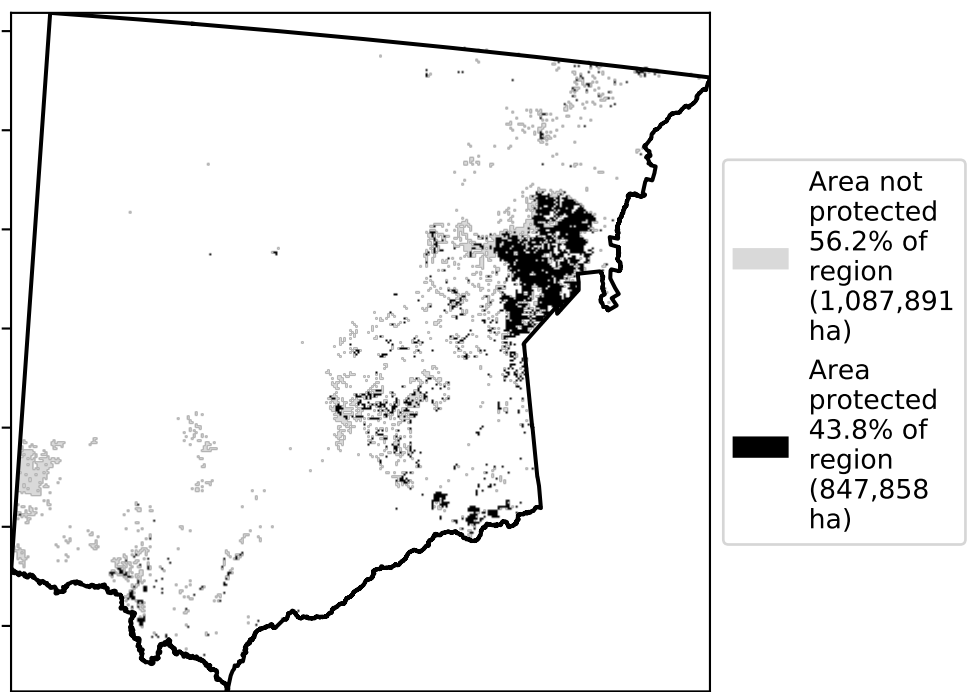 Area not
protected
56.2% of
region
(1,087,891
ha)
Area
protected
43.8% of
region
(847,858
ha)